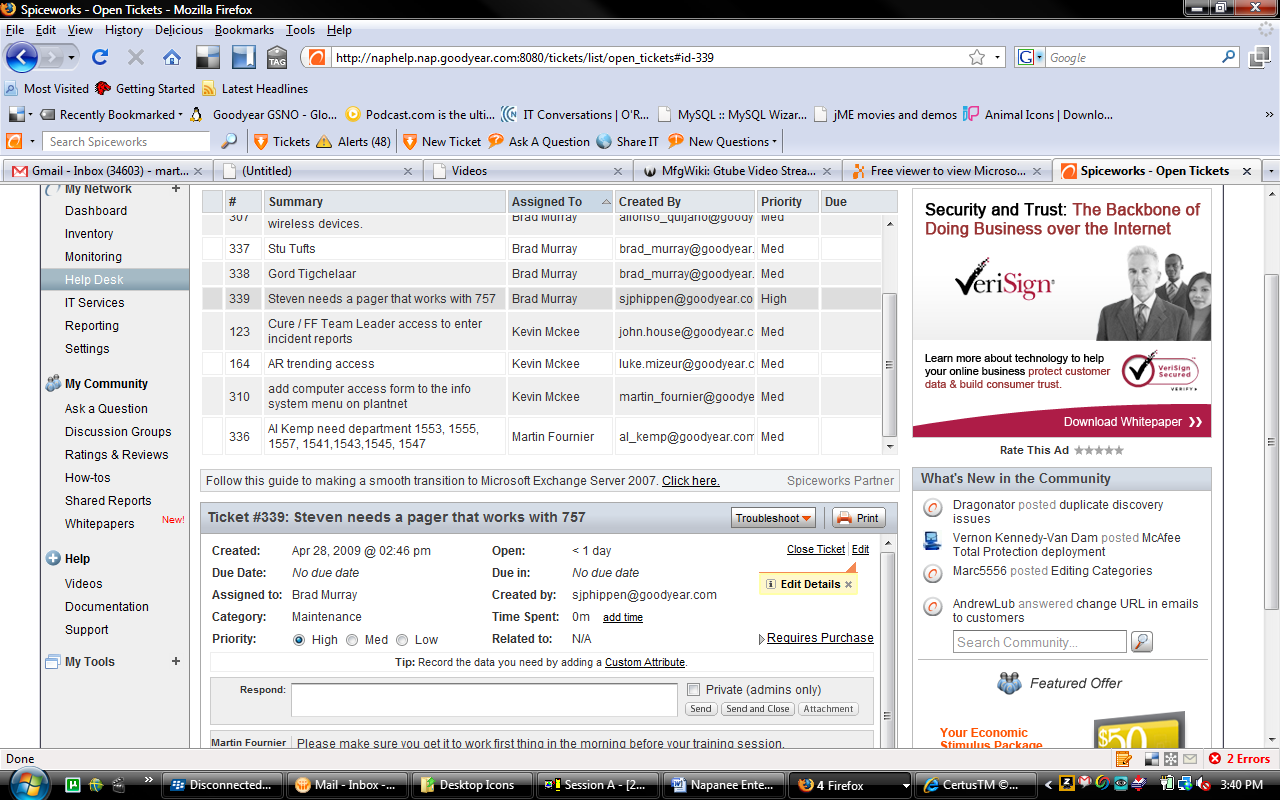 Spiceworks - Open Tickets - Mozilla Firefox
File Edit View History Delicious Bookmarks Tools Help
TAG http://naphelp.nap.goodyear.com:8080/tickets/list/open_tickets#id-339 G Google
Most Visited Getting Started Latest Headlines
Recently Bookmarked Goodyear GSNO - Glo... Podcast.com is the ulti... IT Conversations | O'R... MySQL :: MySQL Wizar... jME movies and demos Animal Icons | Downlo... »
Search Spiceworks Tickets Alerts (48) New Ticket Ask A Question Share IT New Questions
Gmail - Inbox (34603) - mart... (Untitled) Videos MfgWiki: Gtube Video Strea... Free viewer to view Microso... Spiceworks - Open Tickets
My Network +
Dashboard
Inventory
Monitoring
Help Desk
IT Services
Reporting
Settings
My Community
Ask a Question
Discussion Groups
Ratings & Reviews
How-tos
Shared Reports
Whitepapers New!
Help
Videos
Documentation
Support
My Tools +
# Summary Assigned To Created By Priority Due
307 wireless devices. Brad Murray alfonso_quijano@goody Med
337 Stu Tufts Brad Murray brad_murray@goodyear. Med
338 Gord Tigchelaar Brad Murray brad_murray@goodyear. Med
339 Steven needs a pager that works with 757 Brad Murray sjphippen@goodyear.co High
123 Cure / FF Team Leader access to enter incident reports Kevin Mckee john.house@goodyear.c Med
164 AR trending access Kevin Mckee luke.mizeur@goodyear.c Med
310 add computer access form to the info system menu on plantnet Kevin Mckee martin_fournier@goodye Med
336 Al Kemp need department 1553, 1555, 1557, 1541,1543,1545, 1547 Martin Fournier al_kemp@goodyear.com Med
Follow this guide to making a smooth transition to Microsoft Exchange Server 2007. Click here. Spiceworks Partner
Ticket #339: Steven needs a pager that works with 757 Troubleshoot Print
Created: Apr 28, 2009 @ 02:46 pm Open: < 1 day Close Ticket Edit
Due Date: No due date Due in: No due date
Edit Details ×
Assigned to: Brad Murray Created by: sjphippen@goodyear.com
Category: Maintenance Time Spent: 0m add time
Priority: High Med Low Related to: N/A Requires Purchase
Tip: Record the data you need by adding a Custom Attribute.
Respond: Private (admins only)
Send Send and Close Attachment
Martin Fournier Please make sure you get it to work first thing in the morning before your training session.
Security and Trust: The Backbone of
Doing Business over the Internet
VeriSign®
Learn more about technology to help
your online business protect customer
data & build consumer trust.
VeriSign
Secured
VERIFY
Download Whitepaper
Rate This Ad
What's New in the Community
Dragonator posted duplicate discovery
issues
Vernon Kennedy-Van Dam posted McAfee
Total Protection deployment
Marc5556 posted Editing Categories
AndrewLub answered change URL in emails
to customers
Search Community...
Featured Offer
Your Economic
Stimulus Package
$50
Done 2 Errors
» Disconnected... Mail - Inbox -... Desktop Icons Session A - [2... Napanee Ente... 4 Firefox CertusTM ©... 3:40 PM